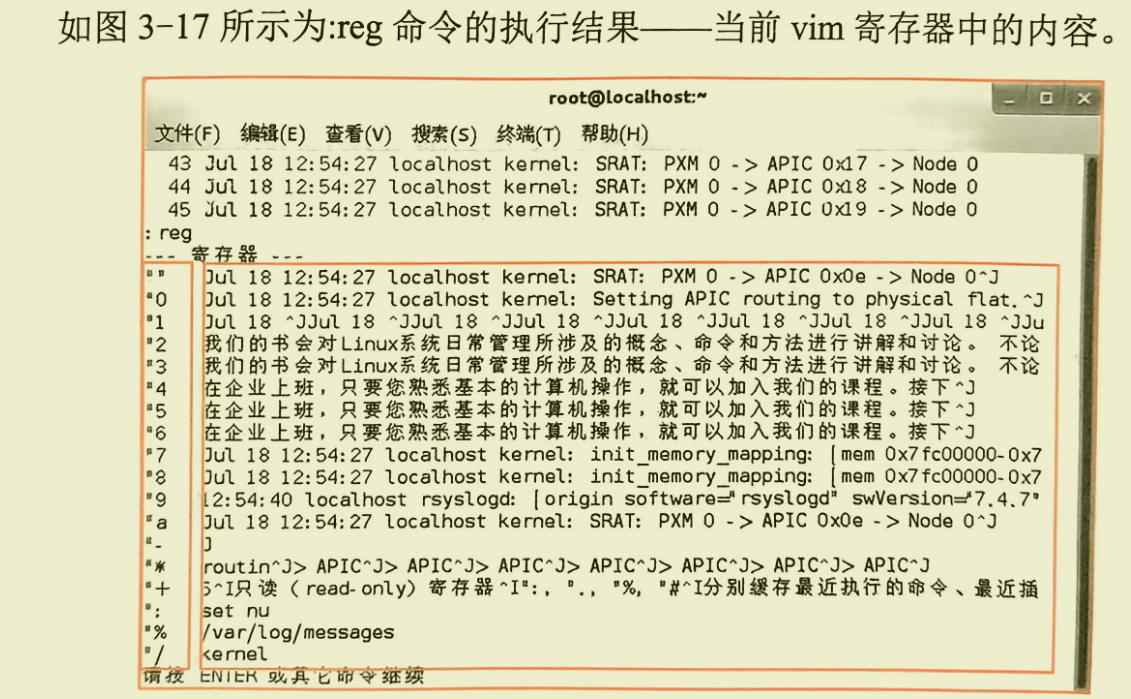 如图 3-17 所示为:reg 命令的执行结果——当前 vim 寄存器中的内容。
root@localhost:~
文件(F) 编辑(E) 查看(V) 搜索(S) 终端(T) 帮助(H)
43 Jul 18 12:54:27 localhost kernel: SRAT: PXM 0 -> APIC 0x17 -> Node 0
44 Jul 18 12:54:27 localhost kernel: SRAT: PXM 0 -> APIC 0x18 -> Node 0
45 Jul 18 12:54:27 localhost kernel: SRAT: PXM 0 -> APIC 0x19 -> Node 0
:reg
--- 寄存器 ---
"" Jul 18 12:54:27 localhost kernel: SRAT: PXM 0 -> APIC 0x0e -> Node 0^J
"0 Jul 18 12:54:27 localhost kernel: Setting APIC routing to physical flat.^J
"1 Jul 18 ^JJul 18 ^JJul 18 ^JJul 18 ^JJul 18 ^JJul 18 ^JJul 18 ^JJul 18 ^JJu
"2 我们的书会对Linux系统日常管理所涉及的概念、命令和方法进行讲解和讨论。 不论
"3 我们的书会对Linux系统日常管理所涉及的概念、命令和方法进行讲解和讨论。 不论
"4 在企业上班，只要您熟悉基本的计算机操作，就可以加入我们的课程。接下^J
"5 在企业上班，只要您熟悉基本的计算机操作，就可以加入我们的课程。接下^J
"6 在企业上班，只要您熟悉基本的计算机操作，就可以加入我们的课程。接下^J
"7 Jul 18 12:54:27 localhost kernel: init_memory_mapping: [mem 0x7fc00000-0x7
"8 Jul 18 12:54:27 localhost kernel: init_memory_mapping: [mem 0x7fc00000-0x7
"9 12:54:40 localhost rsyslogd: [origin software="rsyslogd" swVersion="7.4.7"
"a Jul 18 12:54:27 localhost kernel: SRAT: PXM 0 -> APIC 0x0e -> Node 0^J
"- J
"* routin^J> APIC^J> APIC^J> APIC^J> APIC^J> APIC^J> APIC^J> APIC^J
"+ 5^I只读（read-only）寄存器^I":, "., "%, "#^I分别缓存最近执行的命令、最近插
": set nu
"% /var/log/messages
"/ kernel
请按 ENTER 或其它命令继续